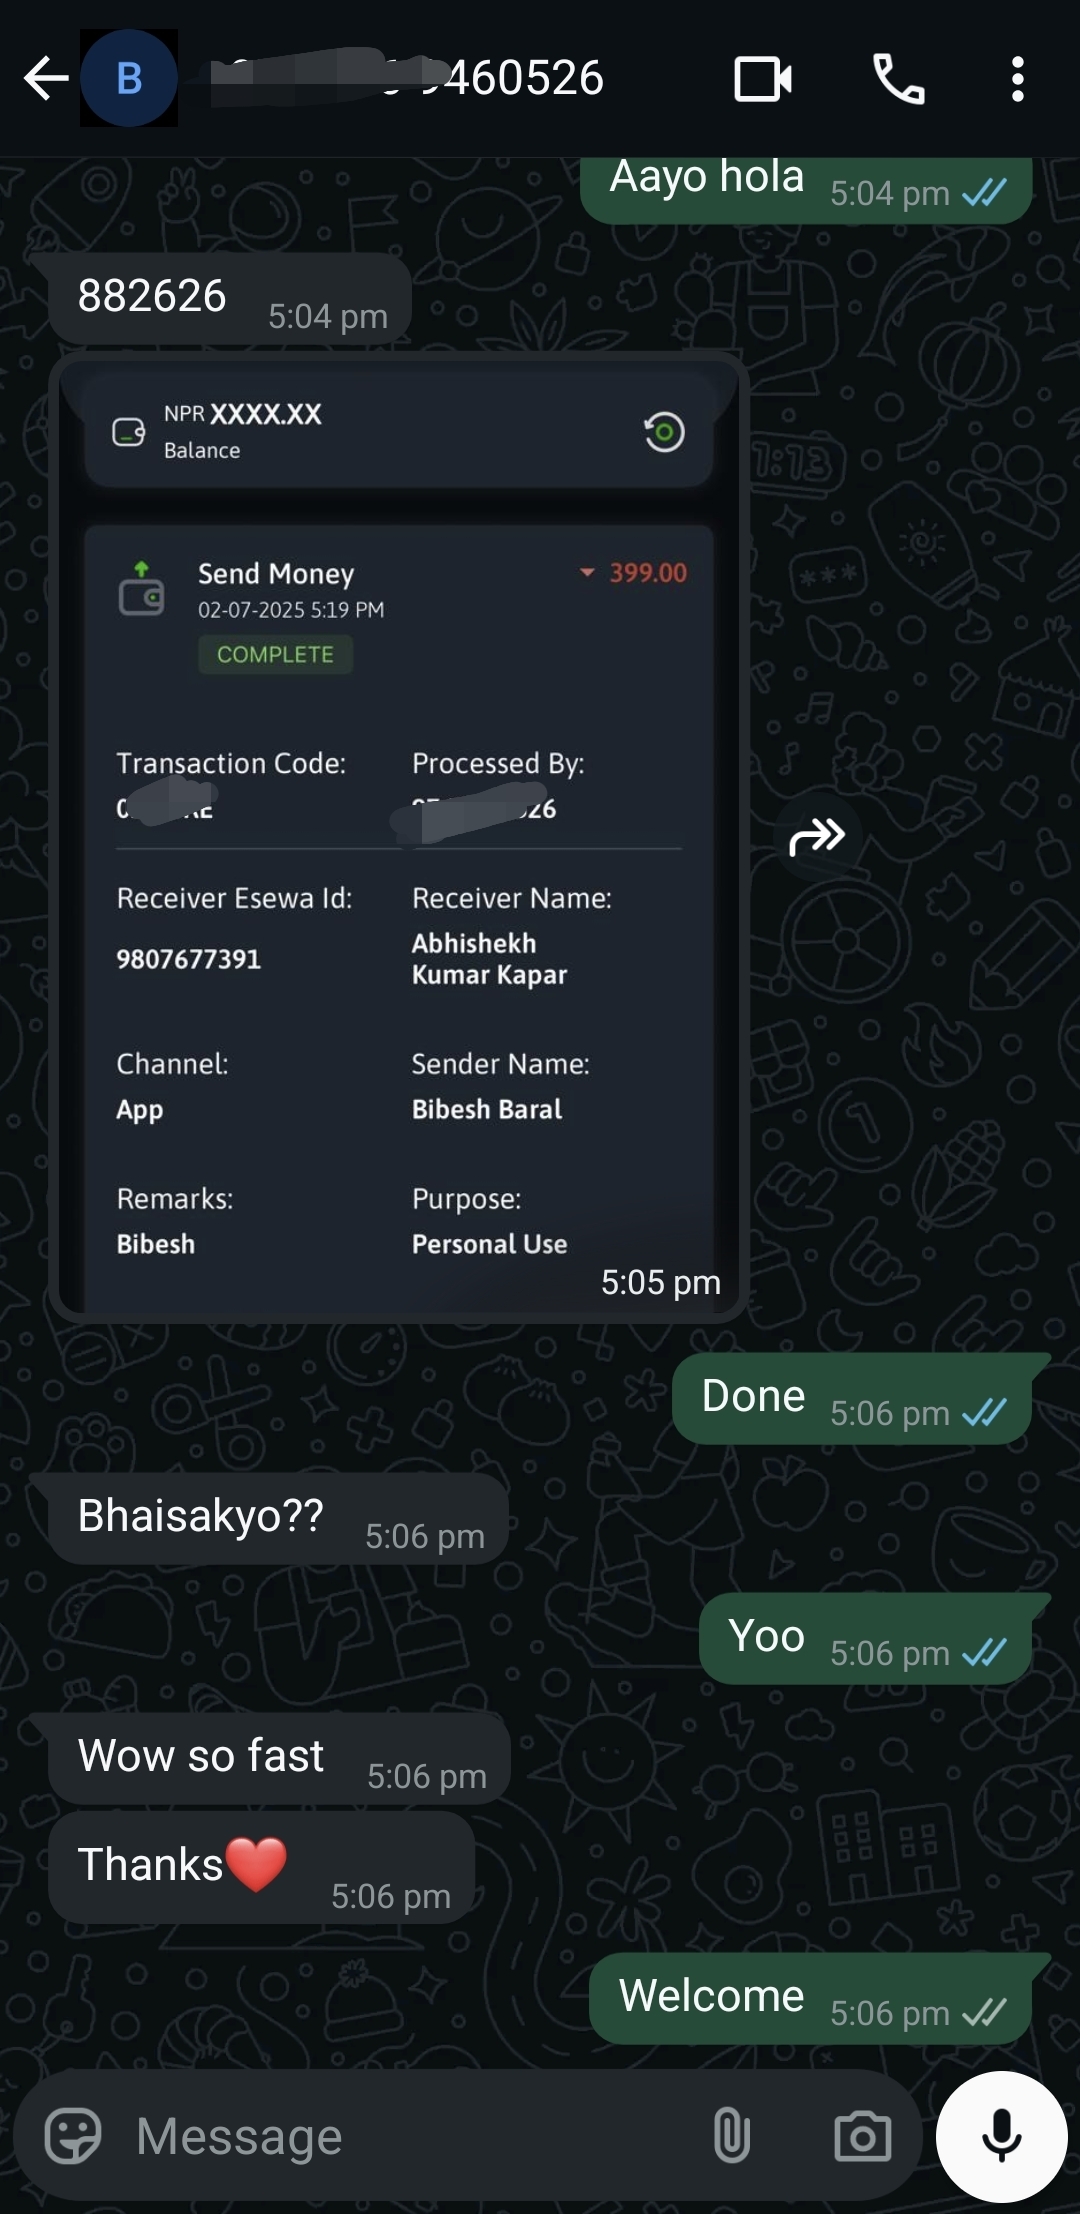 B
460526
Aayo hola 5:04 pm
882626 5:04 pm
NPR XXXX.XX
Balance
Send Money 399.00
02-07-2025 5:19 PM
COMPLETE
Transaction Code: Processed By:
26
Receiver Esewa Id: Receiver Name:
9807677391 Abhishekh
Kumar Kapar
Channel: Sender Name:
App Bibesh Baral
Remarks: Purpose:
Bibesh Personal Use
5:05 pm
Done 5:06 pm
Bhaisakyo?? 5:06 pm
Yoo 5:06 pm
Wow so fast 5:06 pm
Thanks❤️ 5:06 pm
Welcome 5:06 pm
Message